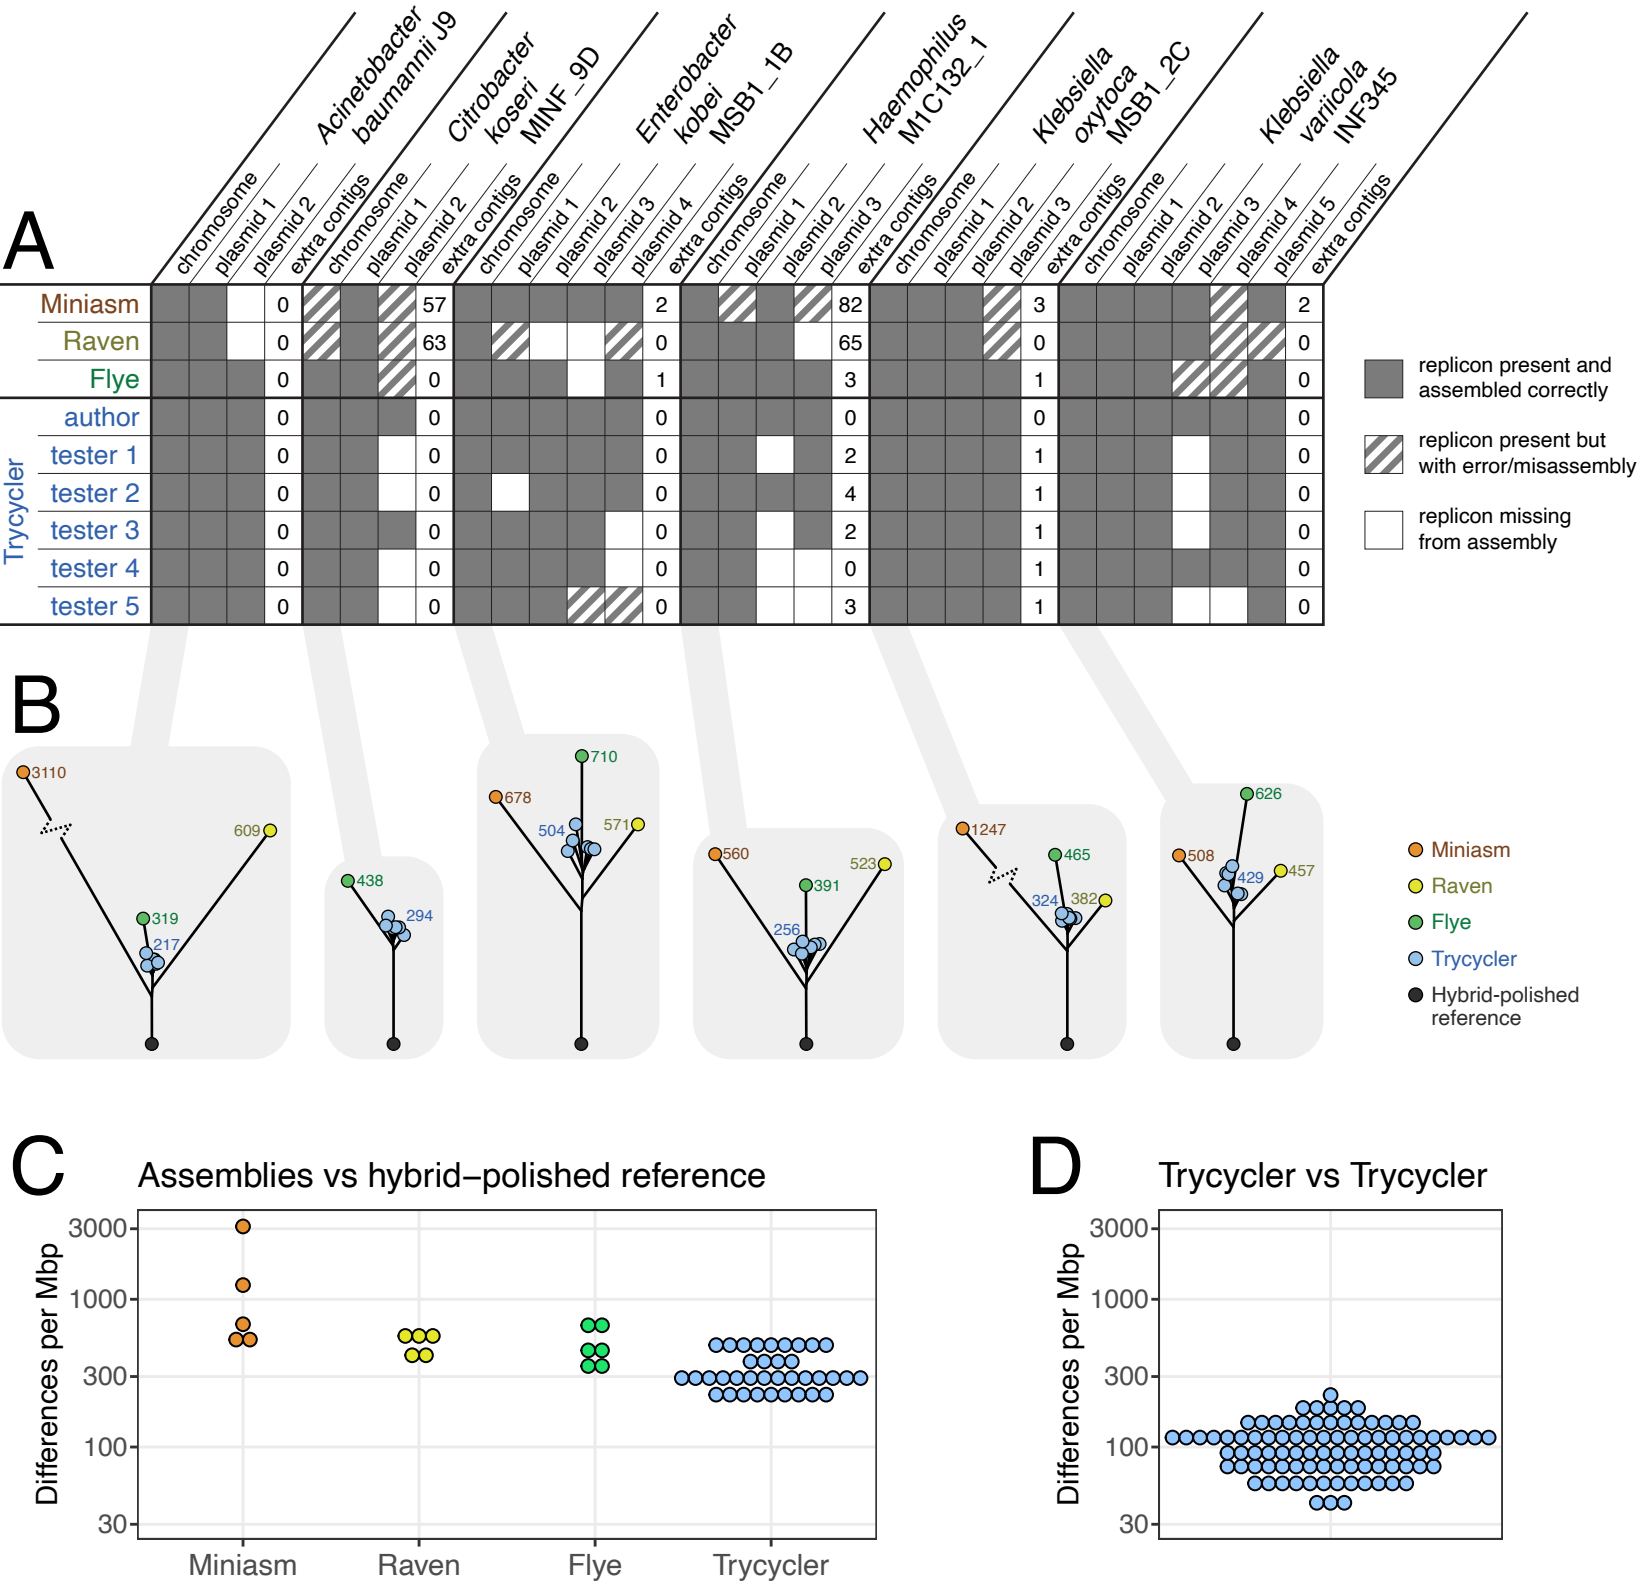 A
Acinetobacter
baumannii J9
Citrobacter
koseri
MINF_9D
Enterobacter
kobei
MSB1_1B
Haemophilus
M1C132_1
Klebsiella
oxytoca
MSB1_2C
Klebsiella
variicola
INF345
chromosome
plasmid 1
plasmid 2
extra contigs
chromosome
plasmid 1
plasmid 2
extra contigs
chromosome
plasmid 1
plasmid 2
plasmid 3
plasmid 4
extra contigs
chromosome
plasmid 1
plasmid 2
plasmid 3
extra contigs
chromosome
plasmid 1
plasmid 2
plasmid 3
extra contigs
chromosome
plasmid 1
plasmid 2
plasmid 3
plasmid 4
plasmid 5
extra contigs
Miniasm 0 57 2 82 3 2
Raven 0 63 0 65 0 0
Flye 0 0 1 3 1 0
Trycycler
author 0 0 0 0 0 0
tester 1 0 0 0 2 1 0
tester 2 0 0 0 4 1 0
tester 3 0 0 0 2 1 0
tester 4 0 0 0 0 1 0
tester 5 0 0 0 3 1 0
replicon present and
assembled correctly
replicon present but
with error/misassembly
replicon missing
from assembly
B
3110
609
319
217
438
294
710
678
504
571
560
523
391
256
1247
465
324
382
626
508
429
457
Miniasm
Raven
Flye
Trycycler
Hybrid-polished
reference
C
Assemblies vs hybrid–polished reference
Differences per Mbp
3000
1000
300
100
30
Miniasm Raven Flye Trycycler
D
Trycycler vs Trycycler
Differences per Mbp
3000
1000
300
100
30